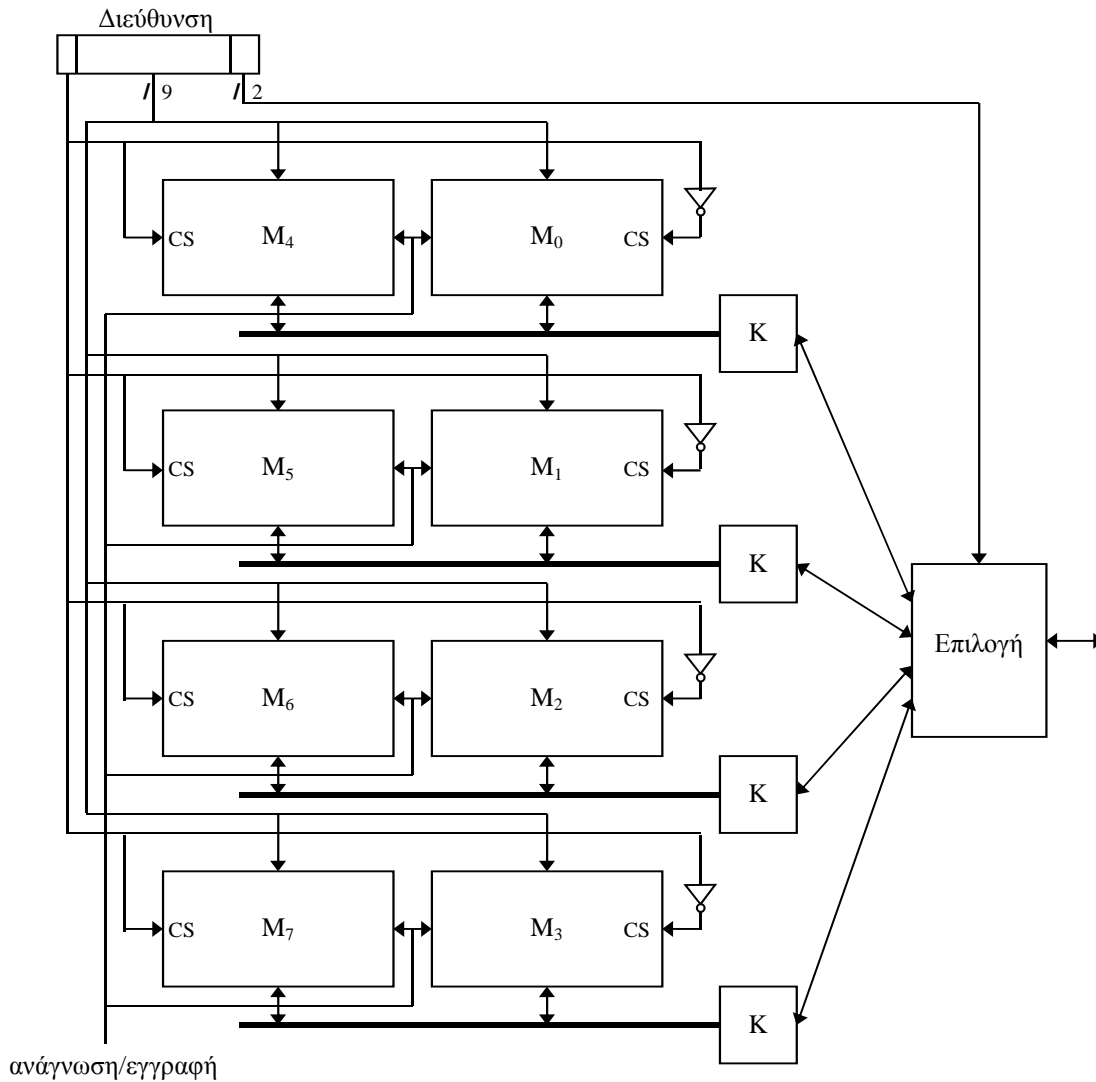 Διεύθυνση
/ 9
/ 2
CS
M₄
M₀
CS
K
CS
M₅
M₁
CS
K
Επιλογή
CS
M₆
M₂
CS
K
CS
M₇
M₃
CS
K
ανάγνωση/εγγραφή